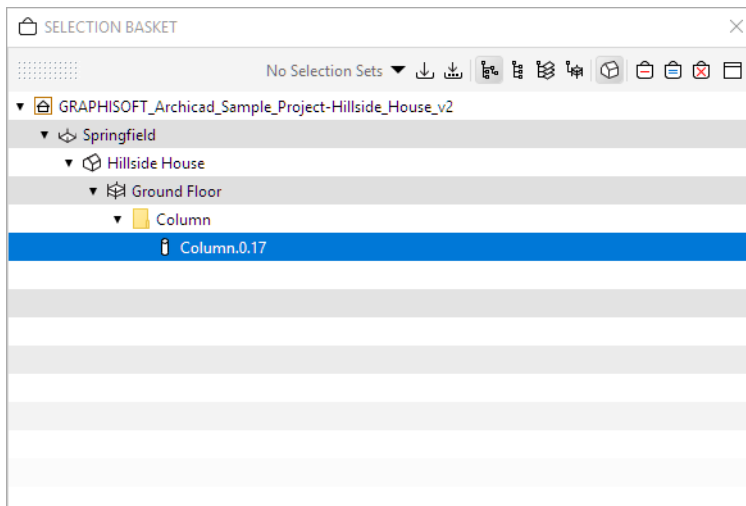 SELECTION BASKET
No Selection Sets
GRAPHISOFT_Archicad_Sample_Project-Hillside_House_v2
Springfield
Hillside House
Ground Floor
Column
Column.0.17